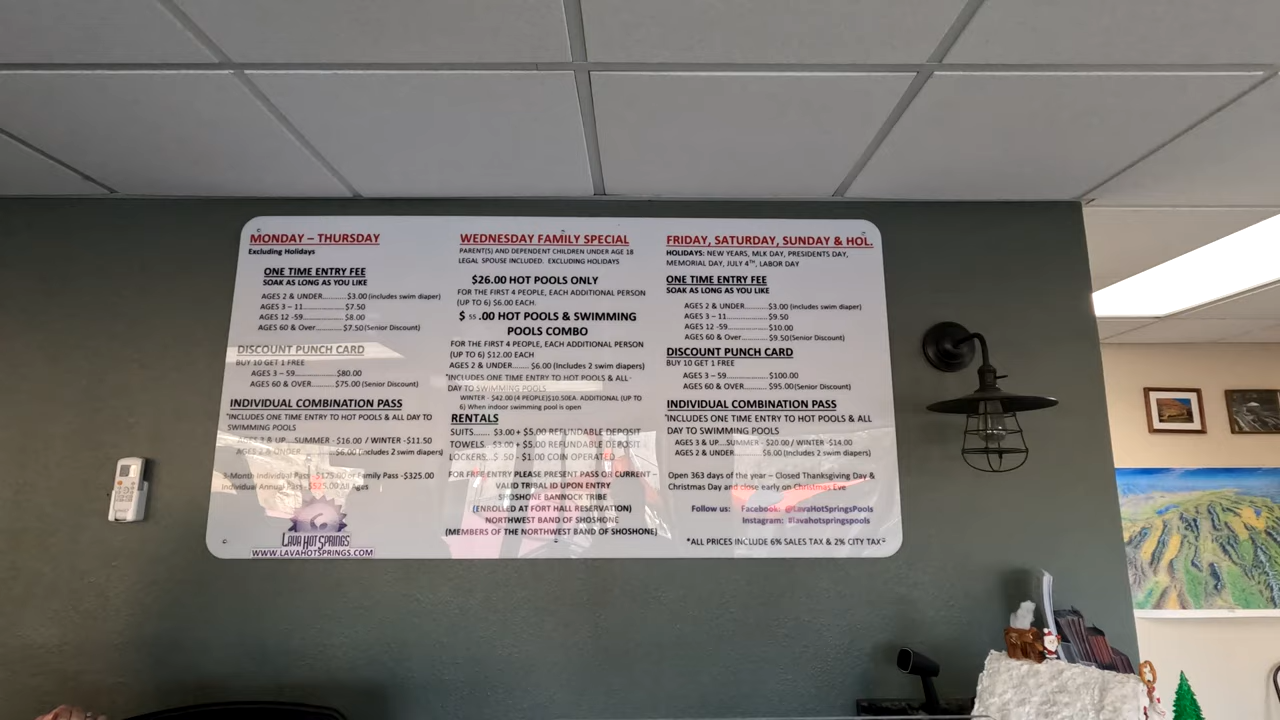 MONDAY – THURSDAY
Excluding Holidays
ONE TIME ENTRY FEE
SOAK AS LONG AS YOU LIKE
AGES 2 & UNDER..........$3.00 (includes swim diaper)
AGES 3 – 11..................$7.50
AGES 12 -59..................$8.00
AGES 60 & Over............$7.50(Senior Discount)
DISCOUNT PUNCH CARD
BUY 10 GET 1 FREE
AGES 3 – 59...................$80.00
AGES 60 & OVER...........$75.00 (Senior Discount)
INDIVIDUAL COMBINATION PASS
*INCLUDES ONE TIME ENTRY TO HOT POOLS & ALL DAY TO
SWIMMING POOLS
AGES 3 & UP....SUMMER - $16.00 / WINTER -$11.50
AGES 2 & UNDER..................$6.00 (Includes 2 swim diapers)
3-Month Individual Pass -$175.00 or Family Pass -$325.00
Individual Annual Pass -$525.00 All Ages
LAVA HOT SPRINGS
WWW.LAVAHOTSPRINGS.COM
WEDNESDAY FAMILY SPECIAL
PARENT(S) AND DEPENDENT CHILDREN UNDER AGE 18
LEGAL SPOUSE INCLUDED. EXCLUDING HOLIDAYS
$26.00 HOT POOLS ONLY
FOR THE FIRST 4 PEOPLE, EACH ADDITIONAL PERSON
(UP TO 6) $6.00 EACH.
$ 55 .00 HOT POOLS & SWIMMING
POOLS COMBO
FOR THE FIRST 4 PEOPLE, EACH ADDITIONAL PERSON
(UP TO 6) $12.00 EACH
AGES 2 & UNDER....... $6.00 (Includes 2 swim diapers)
*INCLUDES ONE TIME ENTRY TO HOT POOLS & ALL-
DAY TO SWIMMING POOLS
WINTER - $42.00 (4 PEOPLE)$10.50EA. ADDITIONAL (UP TO
6) When indoor swimming pool is open
RENTALS
SUITS....... $3.00 + $5.00 REFUNDABLE DEPOSIT
TOWELS.. $3.00 + $5.00 REFUNDABLE DEPOSIT
LOCKERS..$ .50 - $1.00 COIN OPERATED
FOR FREE ENTRY PLEASE PRESENT PASS OR CURRENT –
VALID TRIBAL ID UPON ENTRY
SHOSHONE BANNOCK TRIBE
(ENROLLED AT FORT HALL RESERVATION)
NORTHWEST BAND OF SHOSHONE
(MEMBERS OF THE NORTHWEST BAND OF SHOSHONE)
FRIDAY, SATURDAY, SUNDAY & HOL.
HOLIDAYS: NEW YEARS, MLK DAY, PRESIDENTS DAY,
MEMORIAL DAY, JULY 4TH, LABOR DAY
ONE TIME ENTRY FEE
SOAK AS LONG AS YOU LIKE
AGES 2 & UNDER..........$3.00 (includes swim diaper)
AGES 3 – 11....................$9.50
AGES 12 -59....................$10.00
AGES 60 & Over..............$9.50(Senior Discount)
DISCOUNT PUNCH CARD
BUY 10 GET 1 FREE
AGES 3 – 59...................$100.00
AGES 60 & OVER........... $95.00(Senior Discount)
INDIVIDUAL COMBINATION PASS
*INCLUDES ONE TIME ENTRY TO HOT POOLS & ALL
DAY TO SWIMMING POOLS
AGES 3 & UP....SUMMER - $20.00 / WINTER -$14.00
AGES 2 & UNDER..................$6.00 (Includes 2 swim diapers)
Open 363 days of the year – Closed Thanksgiving Day &
Christmas Day and close early on Christmas Eve
Follow us: Facebook: @LavaHotSpringsPools
Instagram: #lavahotspringspools
*ALL PRICES INCLUDE 6% SALES TAX & 2% CITY TAX*